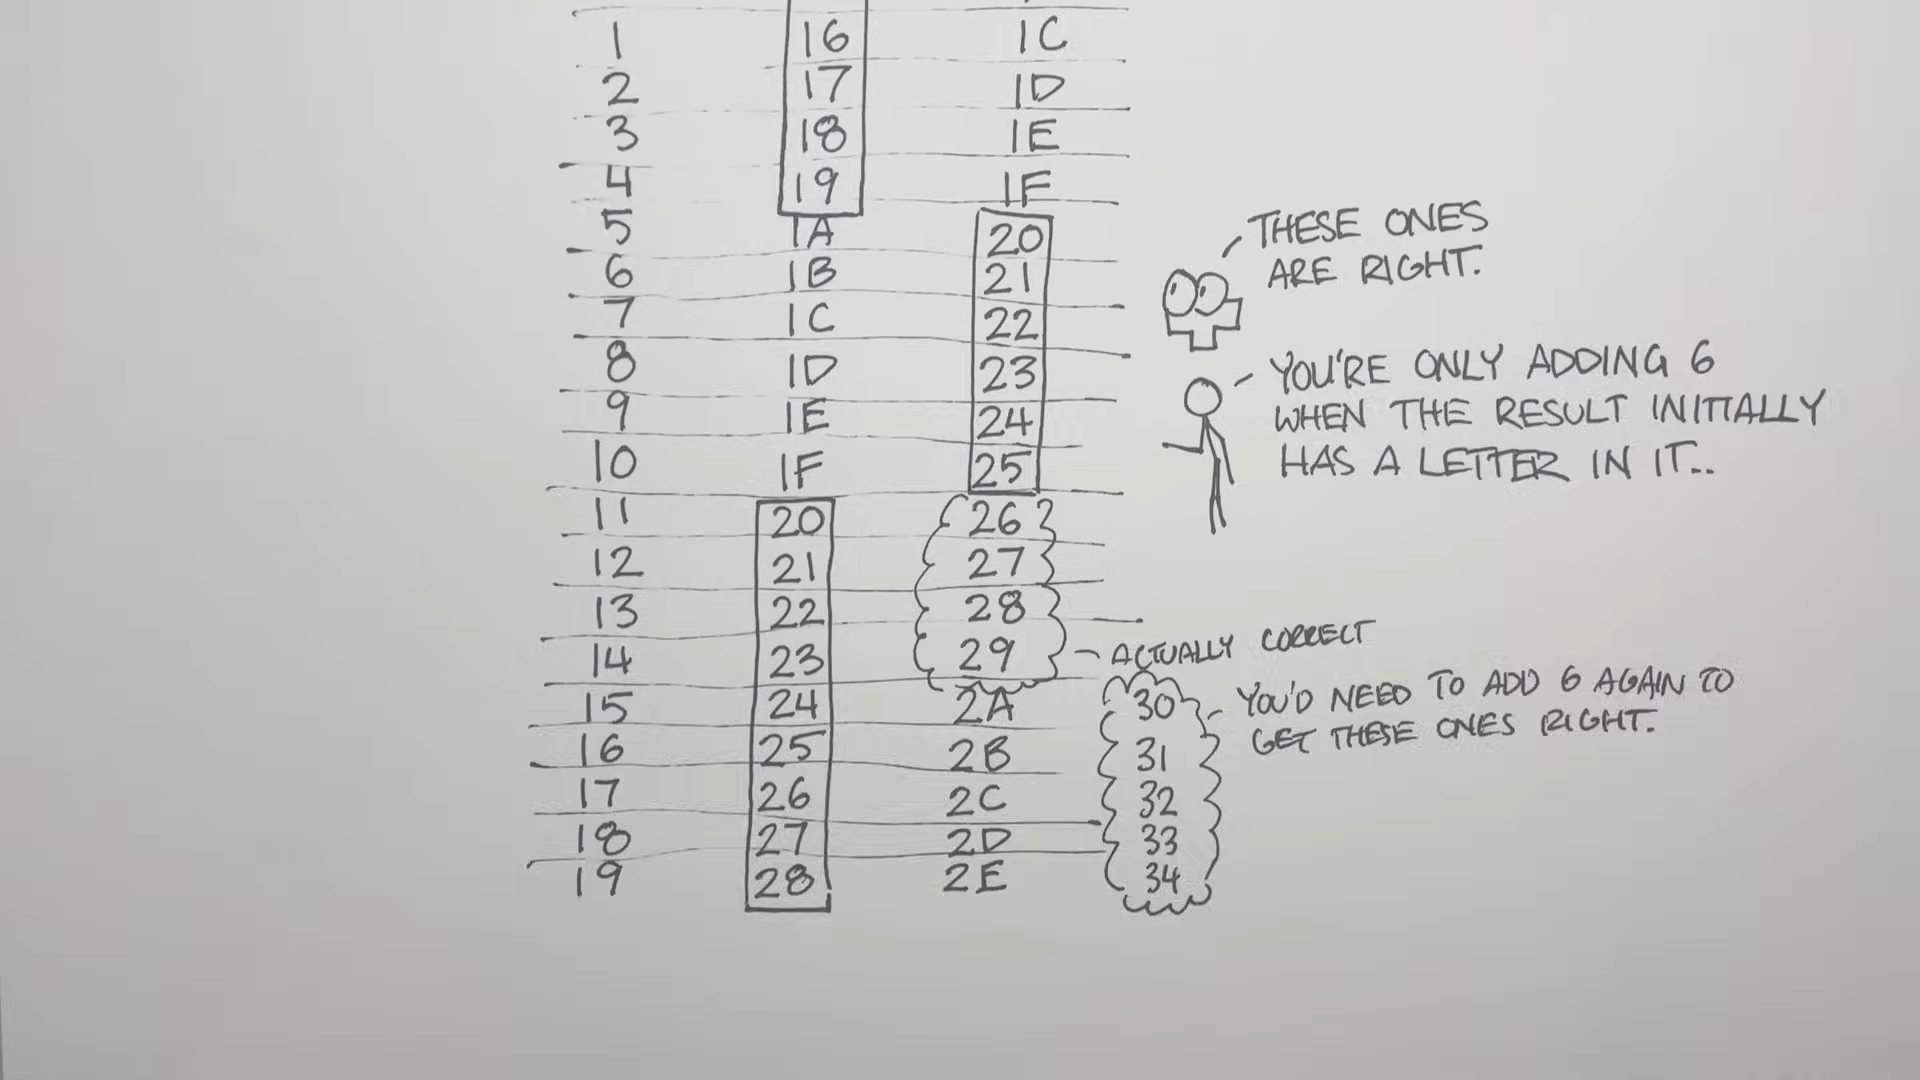 1 16 1C
2 17 1D
3 18 1E
4 19 1F
5 1A 20
6 1B 21
7 1C 22
8 1D 23
9 1E 24
10 1F 25
11 20 26
12 21 27
13 22 28
14 23 29
15 24 2A 30
16 25 2B 31
17 26 2C 32
18 27 2D 33
19 28 2E 34
THESE ONES
ARE RIGHT.
YOU'RE ONLY ADDING 6
WHEN THE RESULT INITIALLY
HAS A LETTER IN IT..
ACTUALLY CORRECT
YOU'D NEED TO ADD 6 AGAIN TO
GET THESE ONES RIGHT.